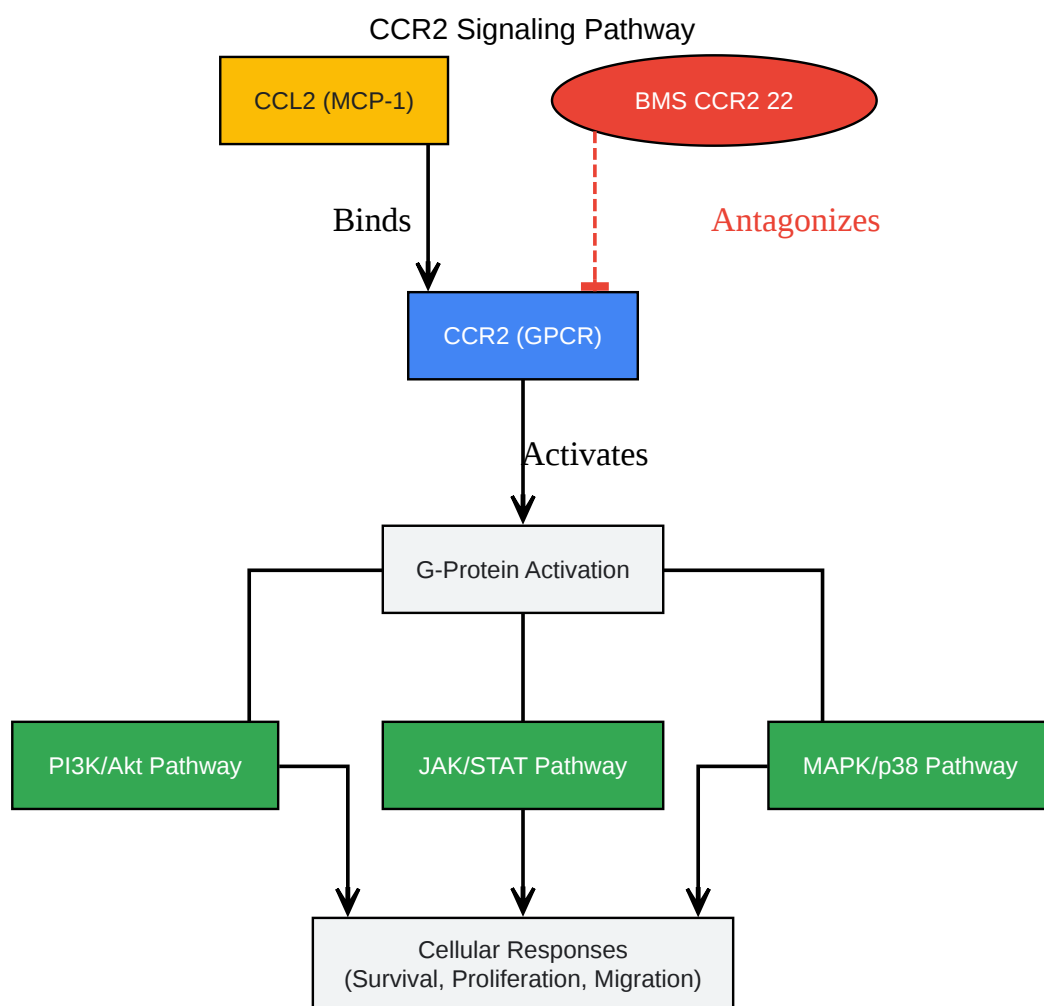 CCR2 Signaling Pathway
CCL2 (MCP-1)
BMS CCR2 22
Binds
Antagonizes
CCR2 (GPCR)
Activates
G-Protein Activation
PI3K/Akt Pathway
JAK/STAT Pathway
MAPK/p38 Pathway
Cellular Responses
(Survival, Proliferation, Migration)